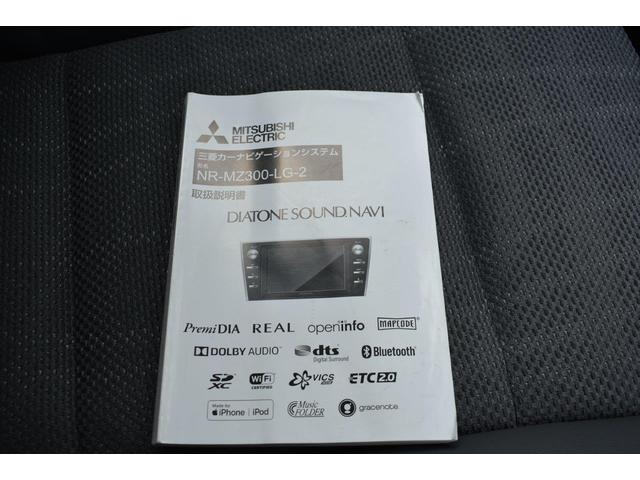 MITSUBISHI
ELECTRIC
三菱カーナビゲーションシステム
形名
NR-MZ300-LG-2
取扱説明書
DIATONE SOUND.NAVI
PremiDIA REAL openinfo MAPCODE
DOLBY AUDIO dts Bluetooth
Digital Surround
SD XC WiFi CERTIFIED VICS ETC2.0
Made for
iPhone | iPod
Music FOLDER gracenote